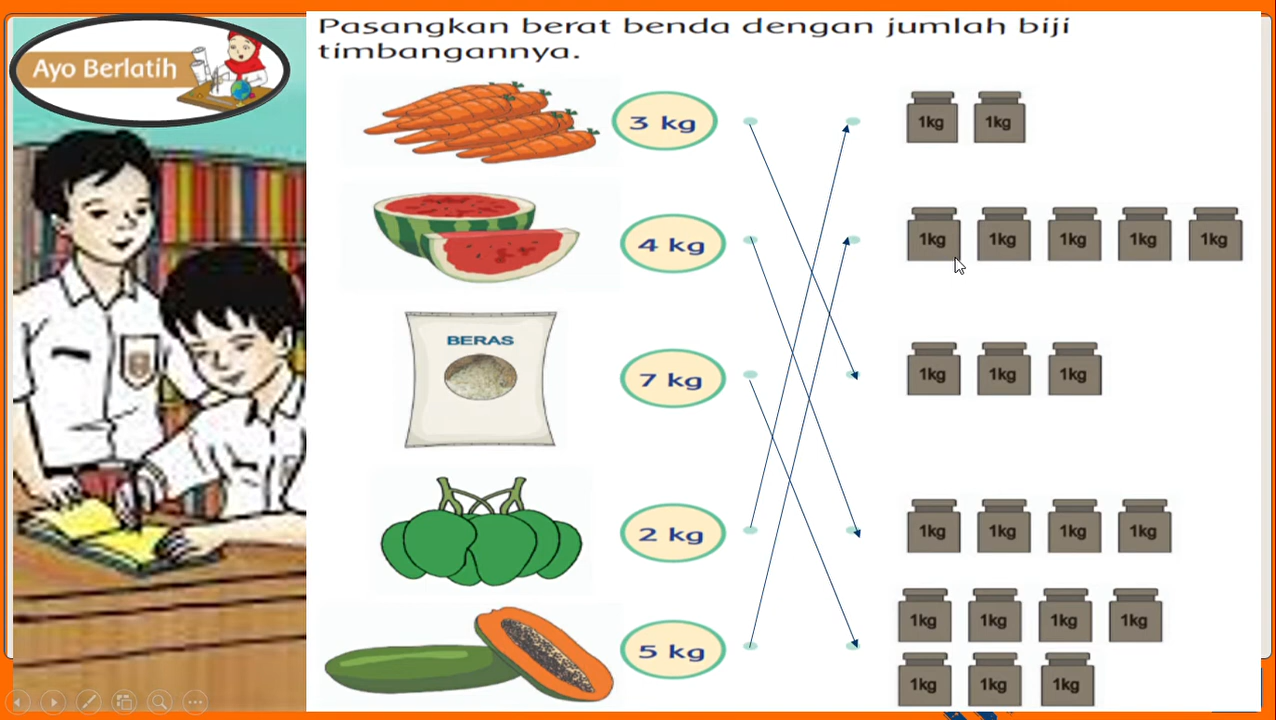 Ayo Berlatih
Pasangkan berat benda dengan jumlah biji
timbangannya.
3 kg
1kg 1kg
4 kg
1kg 1kg 1kg 1kg 1kg
BERAS
7 kg
1kg 1kg 1kg
2 kg
1kg 1kg 1kg 1kg
5 kg
1kg 1kg 1kg 1kg
1kg 1kg 1kg